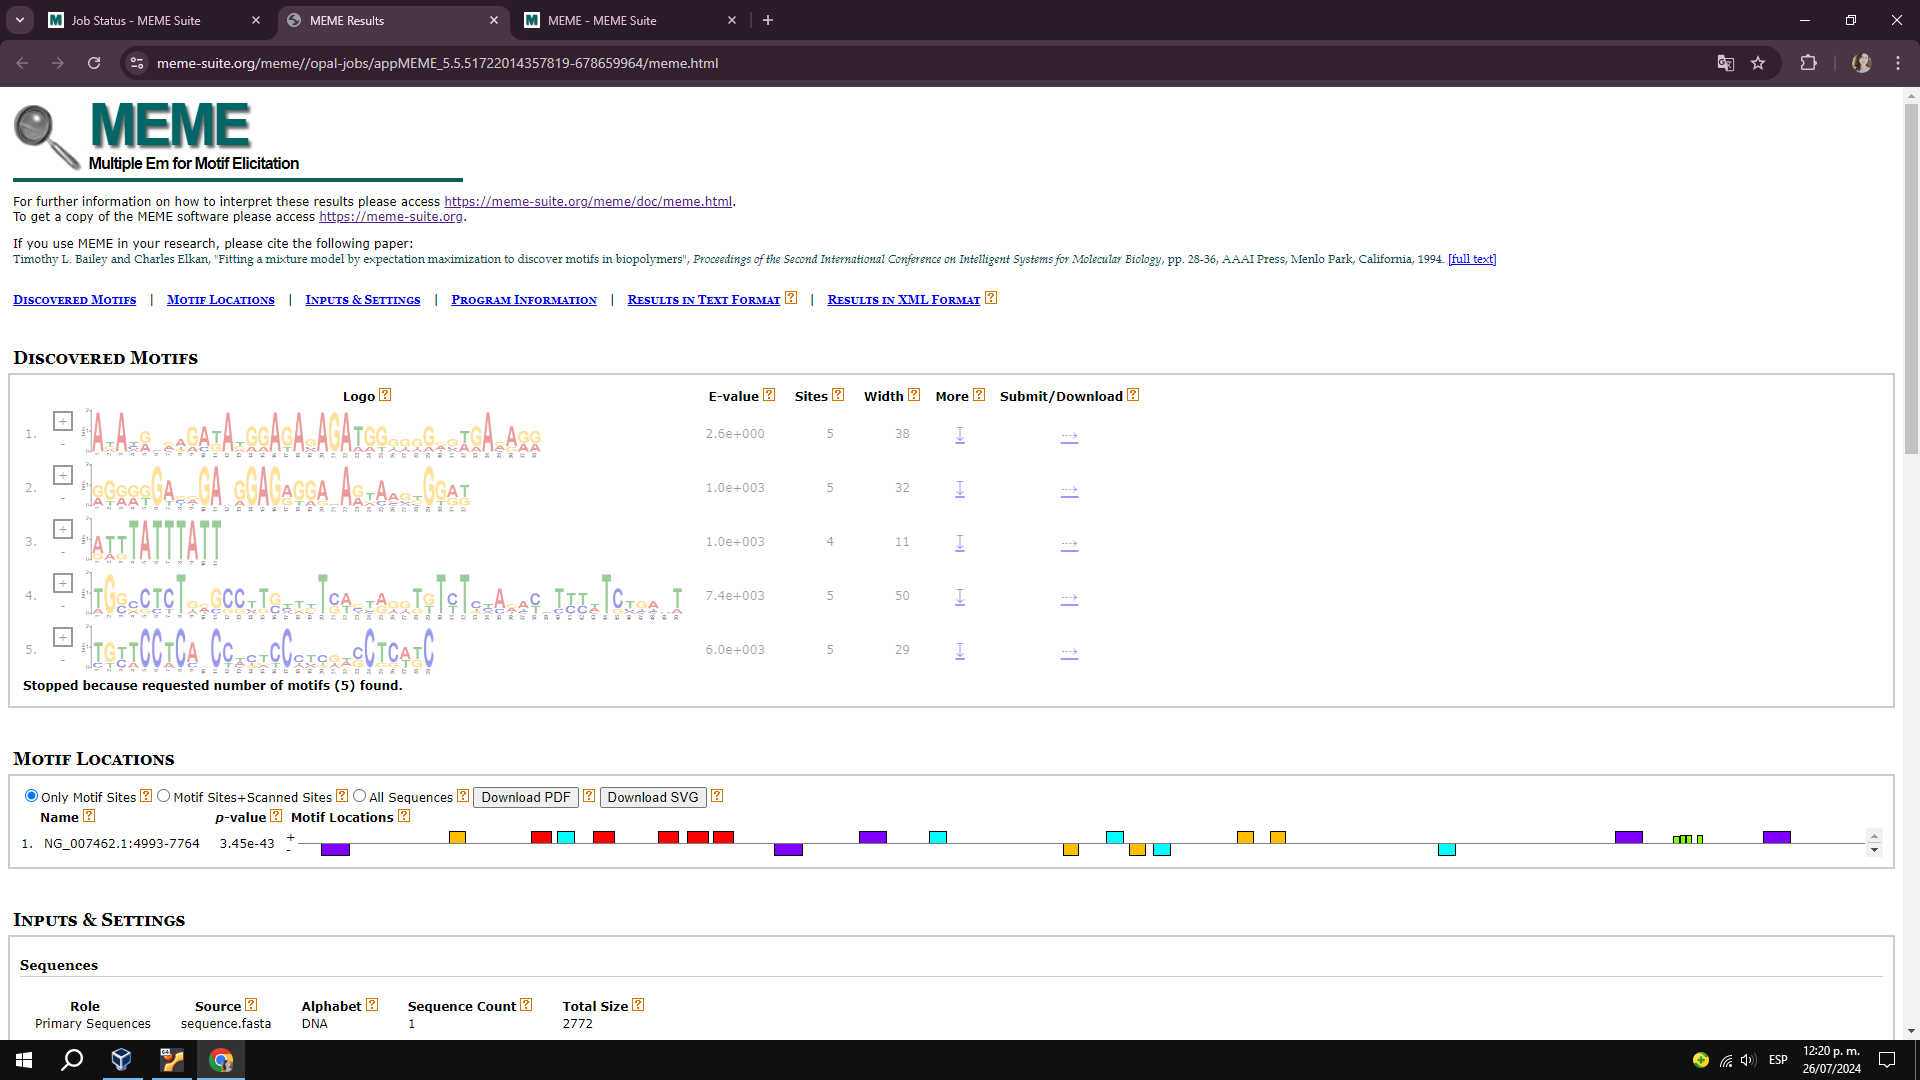 Job Status - MEME Suite
MEME Results
MEME - MEME Suite
meme-suite.org/meme//opal-jobs/appMEME_5.5.51722014357819-678659964/meme.html
MEME
Multiple Em for Motif Elicitation
For further information on how to interpret these results please access https://meme-suite.org/meme/doc/meme.html.
To get a copy of the MEME software please access https://meme-suite.org.
If you use MEME in your research, please cite the following paper:
Timothy L. Bailey and Charles Elkan, "Fitting a mixture model by expectation maximization to discover motifs in biopolymers", Proceedings of the Second International Conference on Intelligent Systems for Molecular Biology, pp. 28-36, AAAI Press, Menlo Park, California, 1994. [full text]
Discovered Motifs | Motif Locations | Inputs & Settings | Program Information | Results in Text Format ? | Results in XML Format ?
Discovered Motifs
Logo ? E-value ? Sites ? Width ? More ? Submit/Download ?
1. + - 2.6e+000 5 38
2. + - 1.0e+003 5 32
3. + - 1.0e+003 4 11
4. + - 7.4e+003 5 50
5. + - 6.0e+003 5 29
Stopped because requested number of motifs (5) found.
Motif Locations
Only Motif Sites ? Motif Sites+Scanned Sites ? All Sequences ? Download PDF ? Download SVG ?
Name ? p-value ? Motif Locations ?
1. NG_007462.1:4993-7764 3.45e-43 + -
Inputs & Settings
Sequences
Role Source ? Alphabet ? Sequence Count ? Total Size ?
Primary Sequences sequence.fasta DNA 1 2772
ESP
12:20 p. m.
26/07/2024